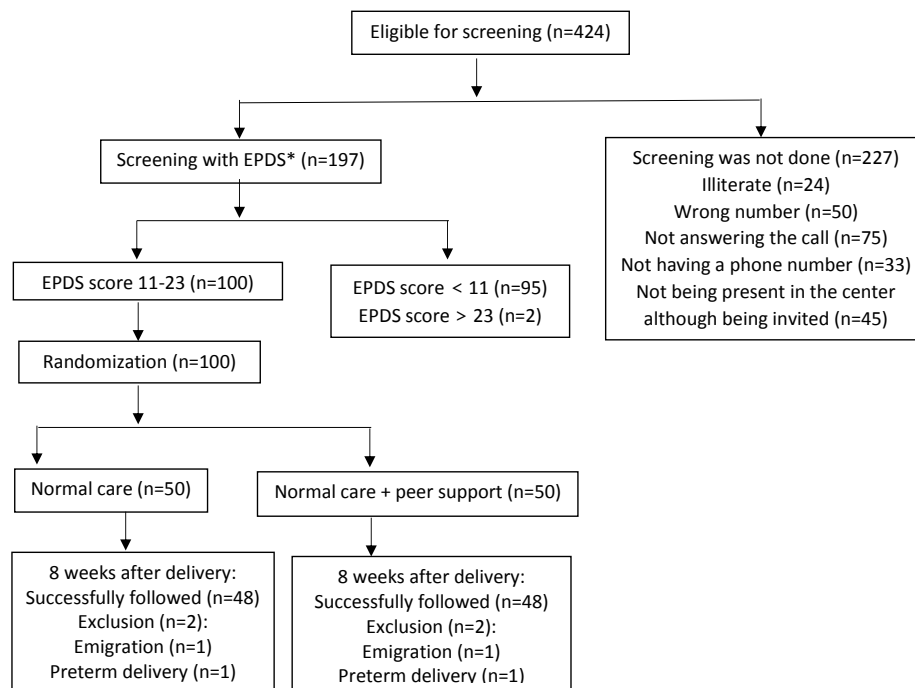 Eligible for screening (n=424)
Screening with EPDS* (n=197)
Screening was not done (n=227)
Illiterate (n=24)
Wrong number (n=50)
Not answering the call (n=75)
Not having a phone number (n=33)
Not being present in the center
although being invited (n=45)
EPDS score 11-23 (n=100)
EPDS score < 11 (n=95)
EPDS score > 23 (n=2)
Randomization (n=100)
Normal care (n=50)
Normal care + peer support (n=50)
8 weeks after delivery:
Successfully followed (n=48)
Exclusion (n=2):
Emigration (n=1)
Preterm delivery (n=1)
8 weeks after delivery:
Successfully followed (n=48)
Exclusion (n=2):
Emigration (n=1)
Preterm delivery (n=1)